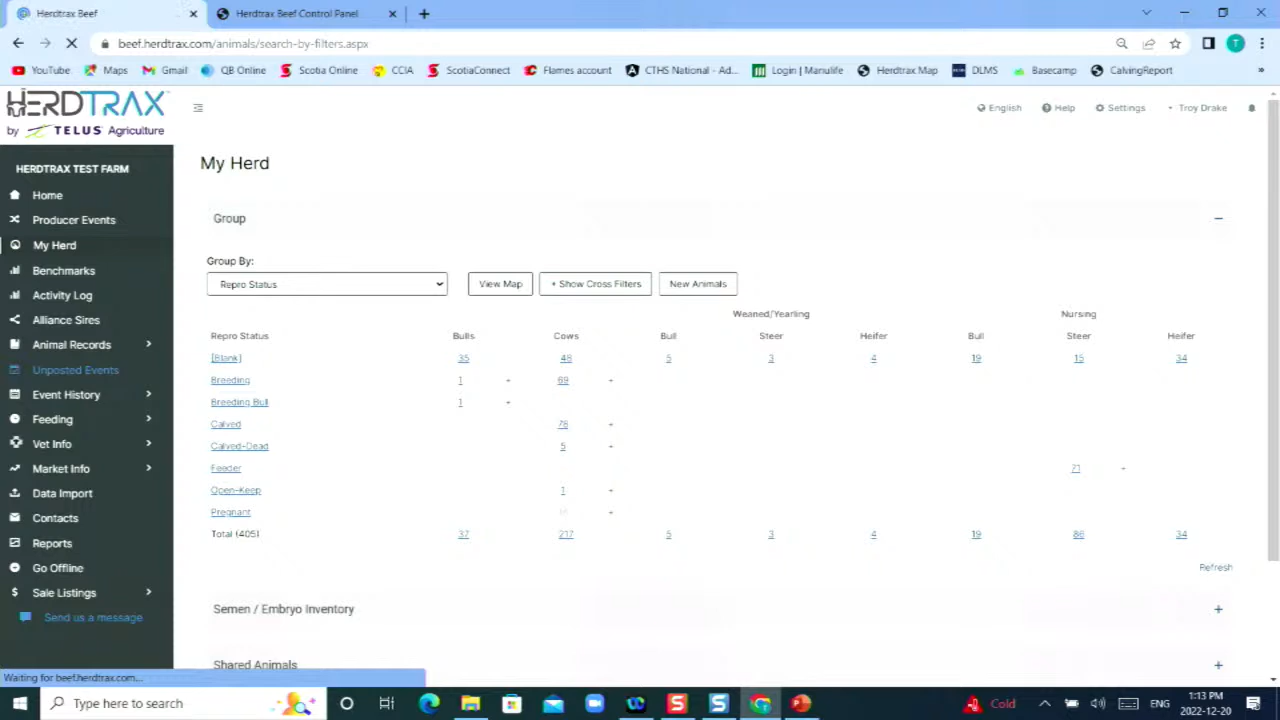 Herdtrax Beef
Herdtrax Beef Control Panel
beef.herdtrax.com/animals/search-by-filters.aspx
T
YouTube Maps Gmail QB Online Scotia Online CCIA ScotiaConnect Flames account CTHS National - Ad... Login | Manulife Herdtrax Map DLMS Basecamp CalvingReport »
HERDTRAX
by TELUS Agriculture
English Help Settings Troy Drake
HERDTRAX TEST FARM
Home
Producer Events
My Herd
Benchmarks
Activity Log
Alliance Sires
Animal Records
Unposted Events
Event History
Feeding
Vet Info
Market Info
Data Import
Contacts
Reports
Go Offline
Sale Listings
Send us a message
My Herd
Group −
Group By:
Repro Status View Map + Show Cross Filters New Animals
Weaned/Yearling Nursing
Repro Status Bulls Cows Bull Steer Heifer Bull Steer Heifer
[Blank] 35 48 5 3 4 19 15 34
Breeding 1 + 69 +
Breeding Bull 1 +
Calved 78 +
Calved-Dead 5 +
Feeder 71 +
Open-Keep 1 +
Pregnant 16 +
Total (405) 37 217 5 3 4 19 86 34
Refresh
Semen / Embryo Inventory +
Shared Animals +
Waiting for beef.herdtrax.com...
Type here to search
Cold ENG 1:13 PM
2022-12-20